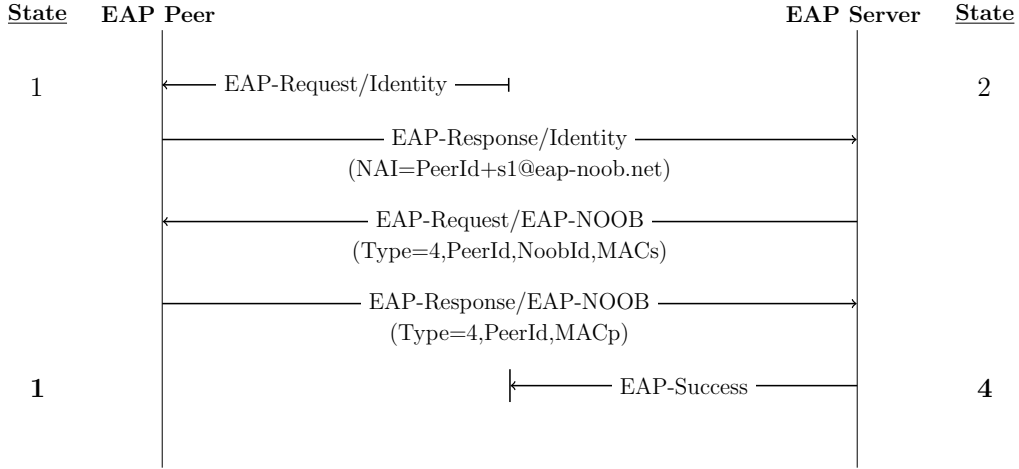 State EAP Peer EAP Server State
1 EAP-Request/Identity 2
EAP-Response/Identity
(NAI=PeerId+s1@eap-noob.net)
EAP-Request/EAP-NOOB
(Type=4,PeerId,NoobId,MACs)
EAP-Response/EAP-NOOB
(Type=4,PeerId,MACp)
1 EAP-Success 4